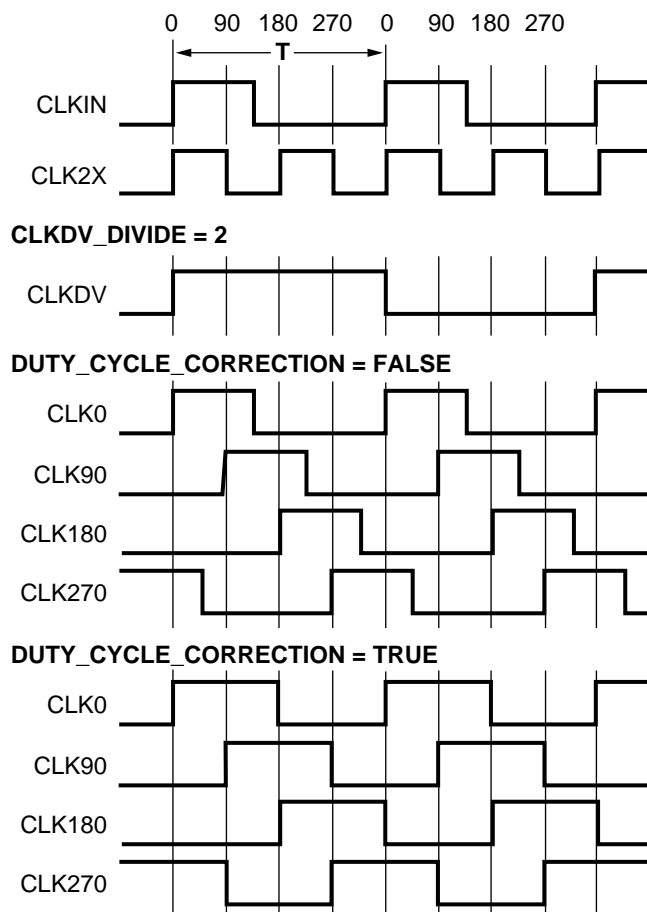 0 90 180 270 0 90 180 270
T
CLKIN
CLK2X
CLKDV_DIVIDE = 2
CLKDV
DUTY_CYCLE_CORRECTION = FALSE
CLK0
CLK90
CLK180
CLK270
DUTY_CYCLE_CORRECTION = TRUE
CLK0
CLK90
CLK180
CLK270